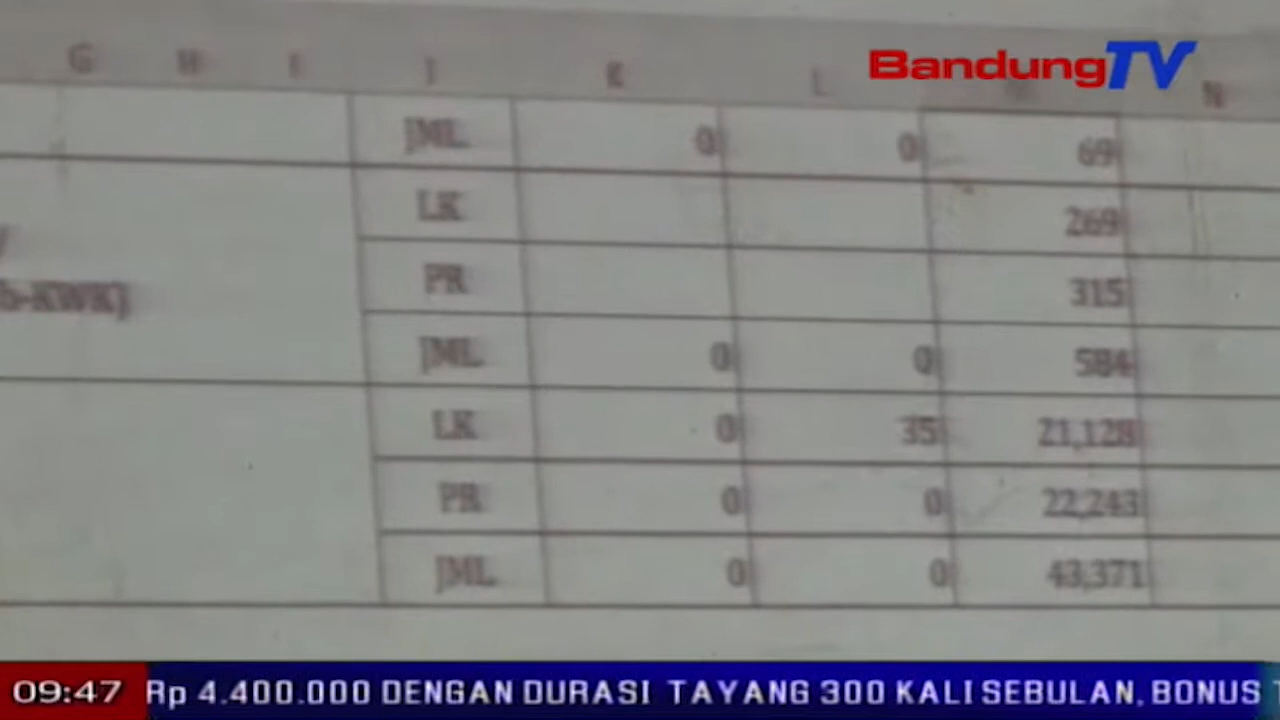 BandungTV
G H I J K L N
JML 0 0 69
LK 269
PR 315
JML 0 0 584
LK 0 35 21,128
PR 0 0 22,243
JML 0 0 43,371
09:47 Rp 4.400.000 DENGAN DURASI TAYANG 300 KALI SEBULAN, BONUS